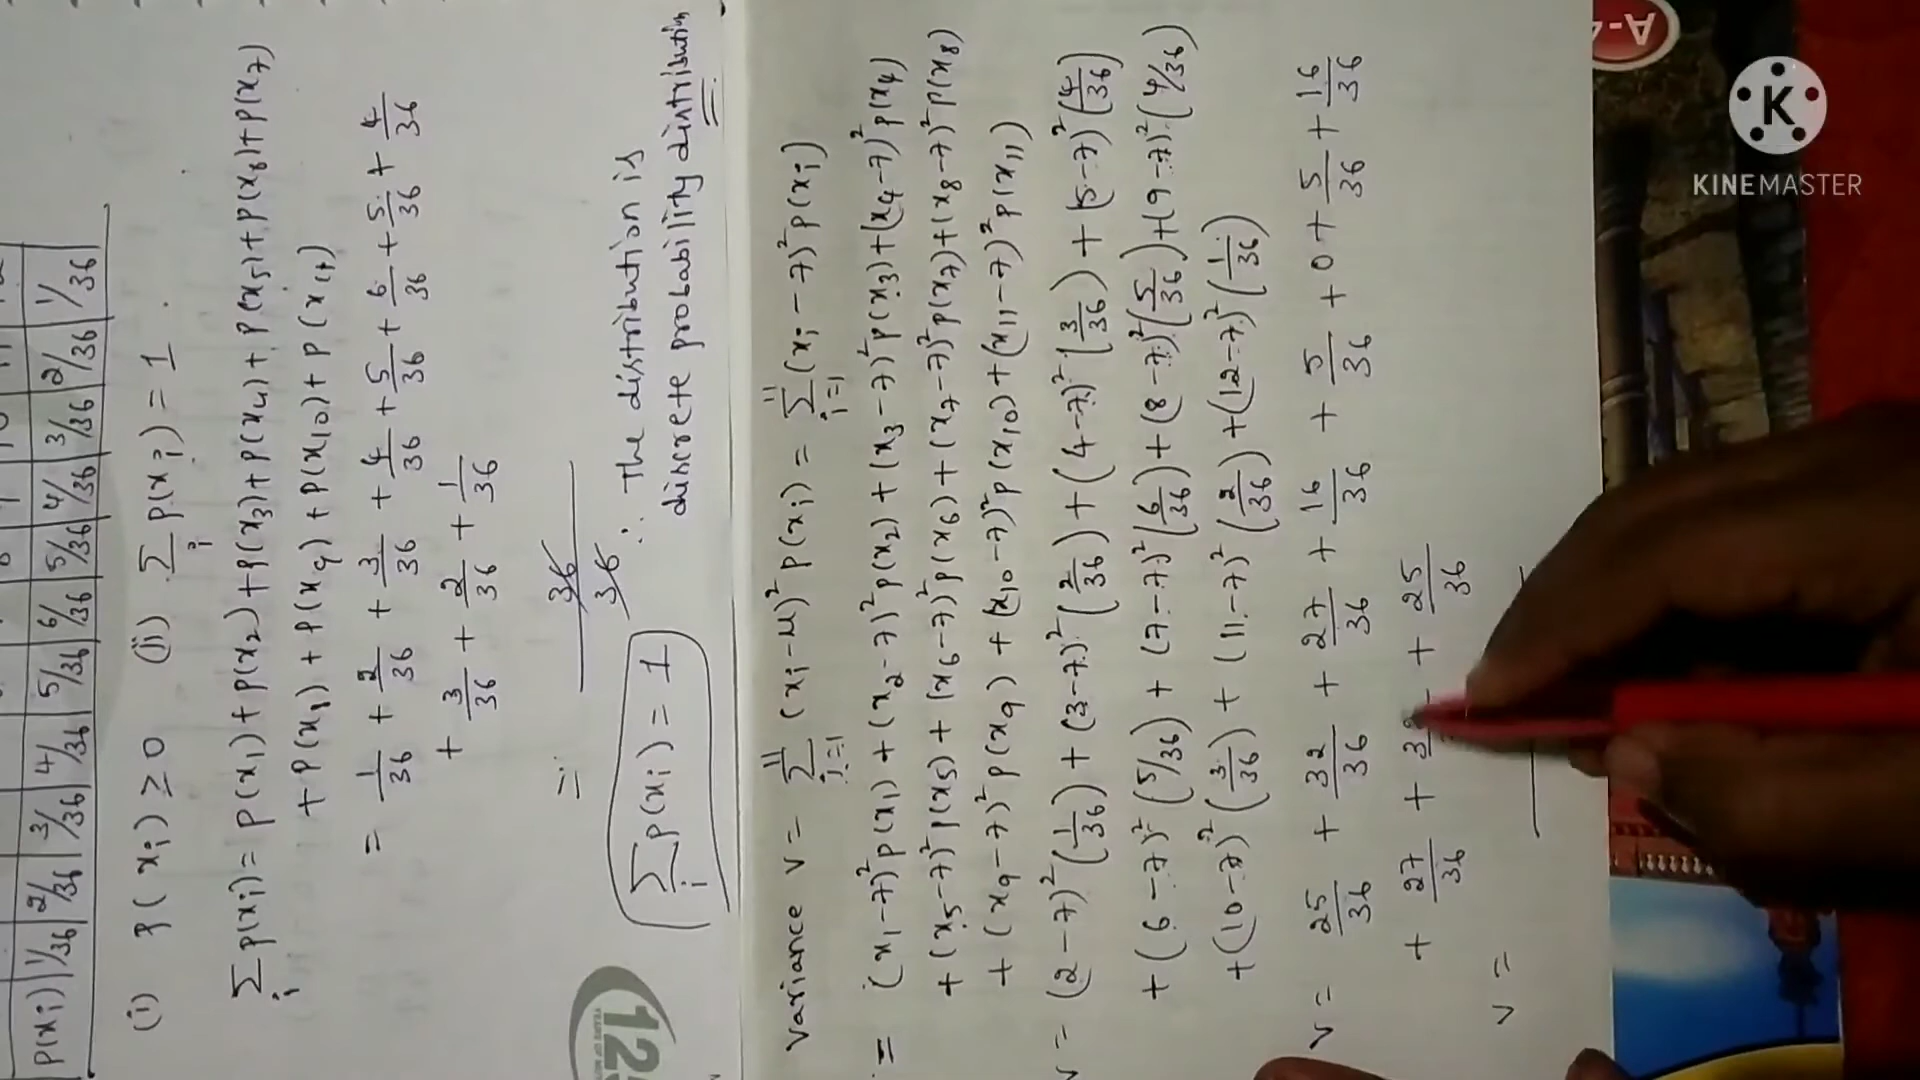 P(xi) 1/36 2/36 3/36 4/36 5/36 6/36 5/36 4/36 3/36 2/36 1/36
(i) P(xi) ≥ 0 (ii) ∑i P(xi) = 1
∑i P(xi) = P(x1) + P(x2) + P(x3) + P(x4) + P(x5) + P(x6) + P(x7)
+ P(x8) + P(x9) + P(x10) + P(x11)
= 1/36 + 2/36 + 3/36 + 4/36 + 5/36 + 6/36 + 5/36 + 4/36
+ 3/36 + 2/36 + 1/36
= 36/36
∑i P(xi) = 1
∴ The distribution is
discrete probability distribution
variance v = ∑i=1^11 (xi - μ)² P(xi) = ∑i=1^11 (xi - 7)² P(xi)
= (x1-7)² P(x1) + (x2-7)² P(x2) + (x3-7)² P(x3) + (x4-7)² P(x4)
+ (x5-7)² P(x5) + (x6-7)² P(x6) + (x7-7)² P(x7) + (x8-7)² P(x8)
+ (x9-7)² P(x9) + (x10-7)² P(x10) + (x11-7)² P(x11)
v = (2-7)² (1/36) + (3-7)² (2/36) + (4-7)² (3/36) + (5-7)² (4/36)
+ (6-7)² (5/36) + (7-7)² (6/36) + (8-7)² (5/36) + (9-7)² (4/36)
+ (10-7)² (3/36) + (11-7)² (2/36) + (12-7)² (1/36)
v = 25/36 + 32/36 + 27/36 + 16/36 + 5/36 + 0 + 5/36 + 16/36
+ 27/36 + + 25/36
v =
KINEMASTER